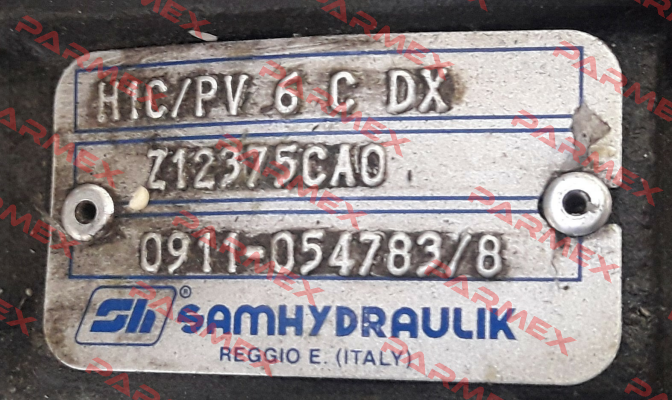 H1C/PV 6 C DX
Z12375CA0
0911-054783/8
Sh® SAMHYDRAULIK
REGGIO E. (ITALY)
PARMEX